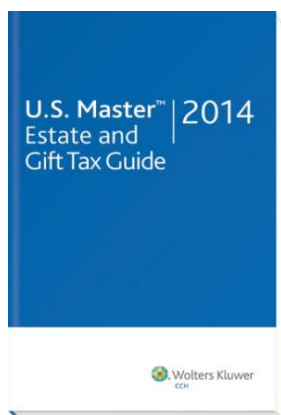 U.S. Master™ | 2014
Estate and
Gift Tax Guide
Wolters Kluwer
CCH